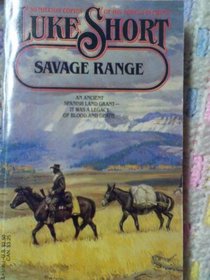 LUKE SHORT
SAVAGE RANGE
AN ANCIENT
SPANISH LAND GRANT—
IT WAS A LEGACY
OF BLOOD AND DEATH